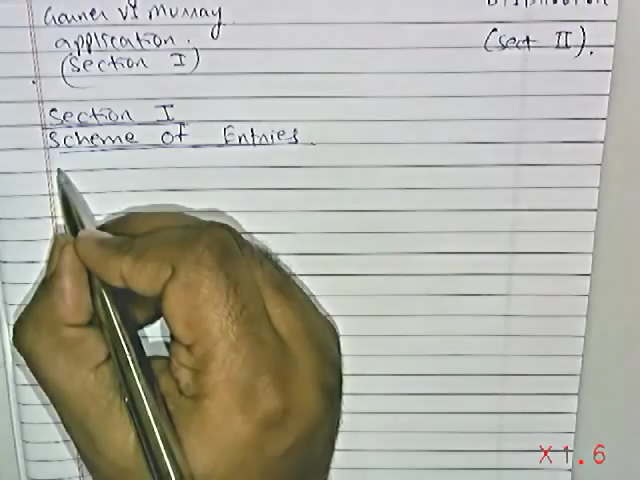 Garner Vs Murray
application.
(Section I)
(Sect II).
Section I
Scheme of Entries.
X1.6